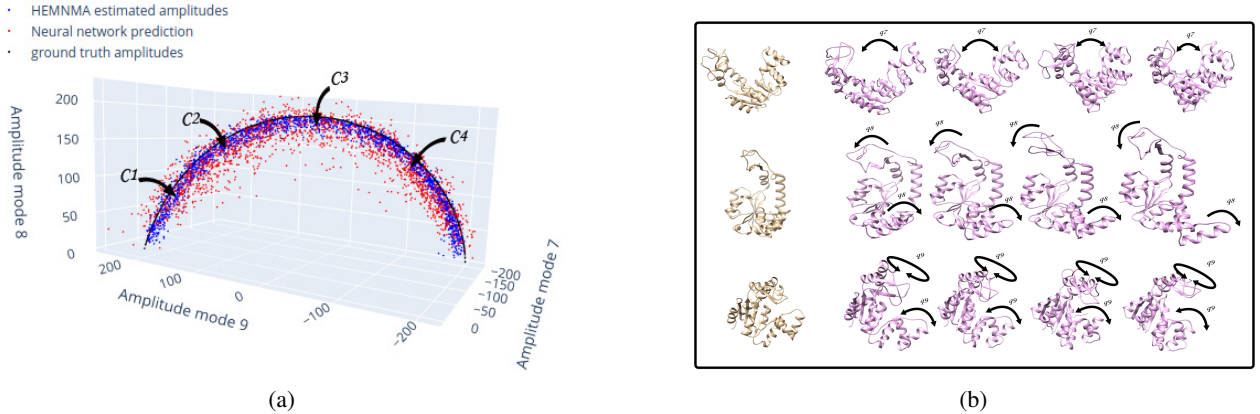 HEMNMA estimated amplitudes
Neural network prediction
ground truth amplitudes
C3
C2
C4
C1
Amplitude mode 8
200
150
100
50
0
200
100
0
−100
−200
Amplitude mode 9
−200
−150
−100
−50
0
Amplitude mode 7
(a)
q7 q7 q7 q7
q8 q8 q8 q8
q8 q8 q8 q8
q9 q9 q9 q9
q9 q9 q9 q9
(b)